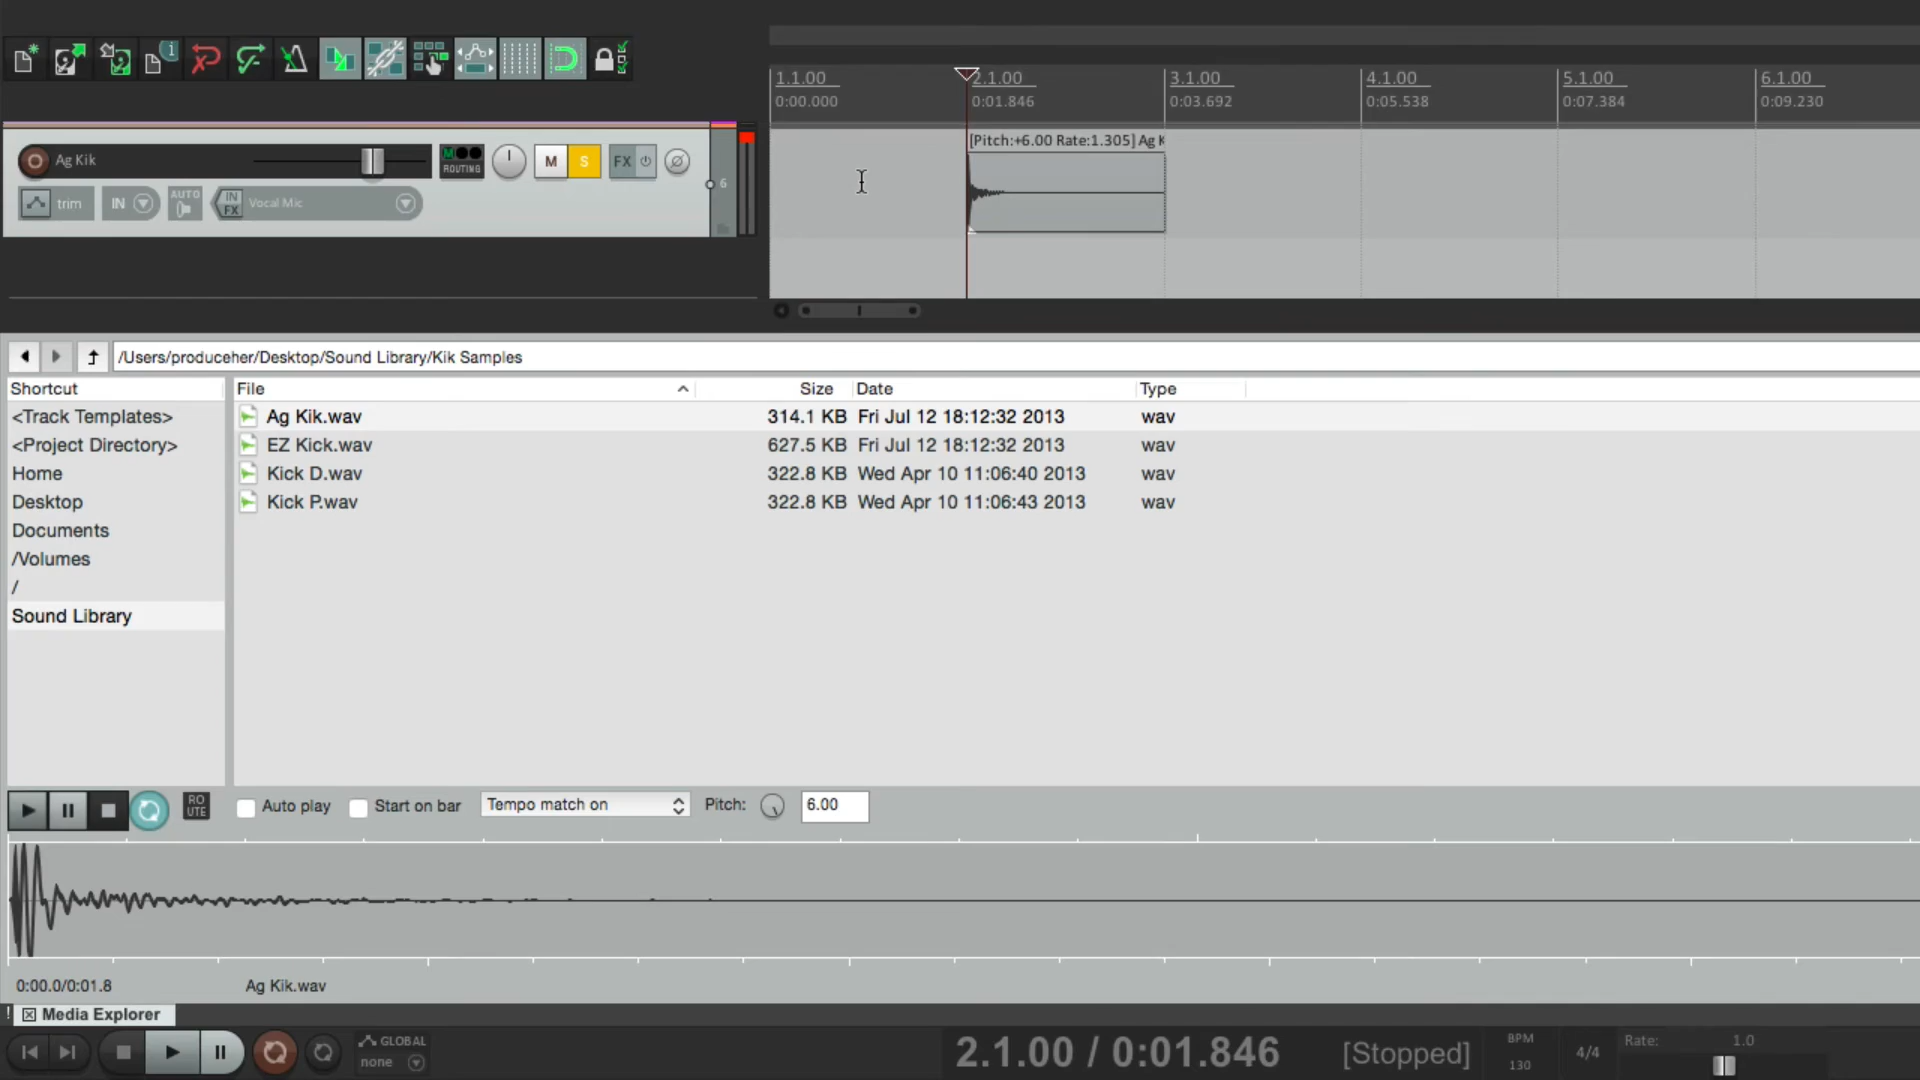 1.1.00 2.1.00 3.1.00 4.1.00 5.1.00 6.1.00
0:00.000 0:01.846 0:03.692 0:05.538 0:07.384 0:09.230
[Pitch:+6.00 Rate:1.305] Ag K
Ag Kik
M
ROUTING
M S FX
6
trim IN AUTO IN FX Vocal Mic
/Users/produceher/Desktop/Sound Library/Kik Samples
Shortcut File Size Date Type
<Track Templates> Ag Kik.wav 314.1 KB Fri Jul 12 18:12:32 2013 wav
<Project Directory> EZ Kick.wav 627.5 KB Fri Jul 12 18:12:32 2013 wav
Home Kick D.wav 322.8 KB Wed Apr 10 11:06:40 2013 wav
Desktop Kick P.wav 322.8 KB Wed Apr 10 11:06:43 2013 wav
Documents
/Volumes
/
Sound Library
RO
UTE
Auto play Start on bar Tempo match on Pitch: 6.00
0:00.0/0:01.8 Ag Kik.wav
! Media Explorer
GLOBAL
none
2.1.00 / 0:01.846 [Stopped]
BPM
130
4/4
Rate: 1.0